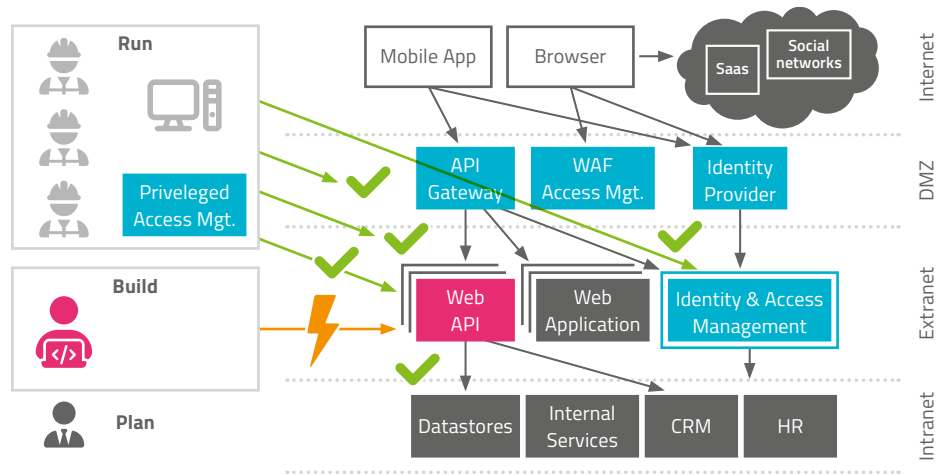 Run
Priveleged
Access Mgt.
Build
</>
Plan
Mobile App
Browser
Saas
Social
networks
Internet
API
Gateway
WAF
Access Mgt.
Identity
Provider
DMZ
Web
API
Web
Application
Identity & Access
Management
Extranet
Datastores
Internal
Services
CRM
HR
Intranet